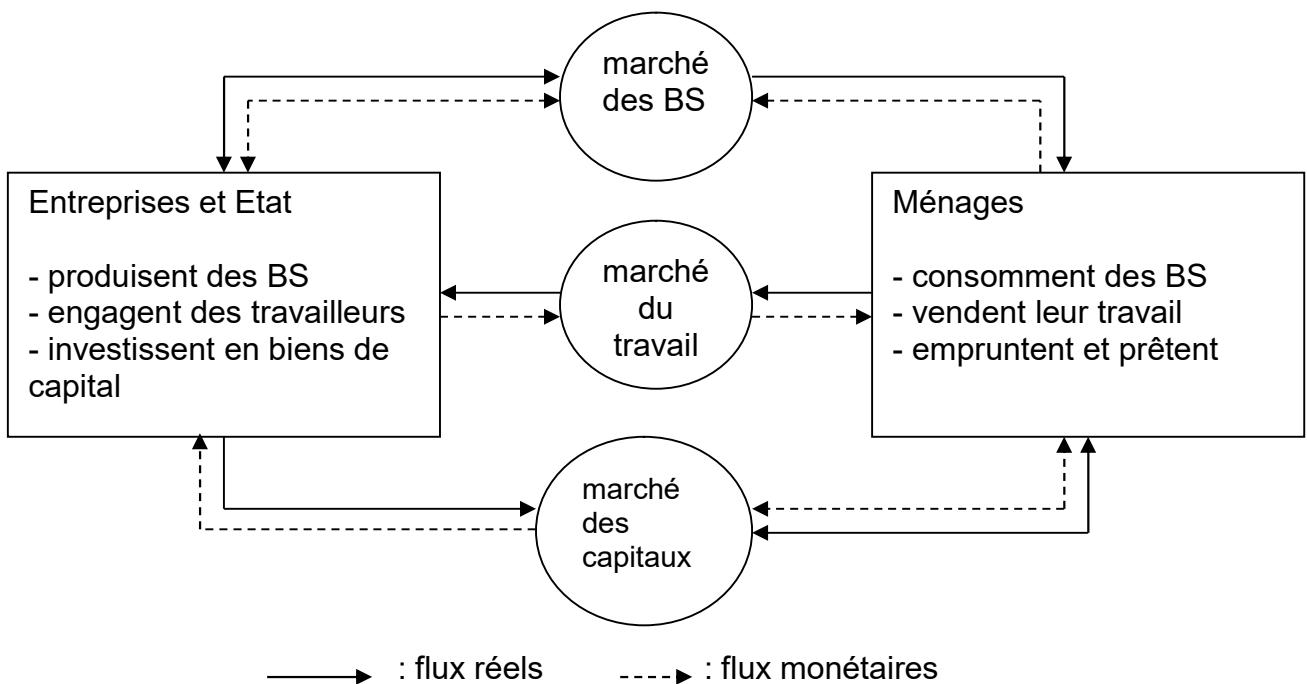 marché
des BS
Entreprises et Etat
- produisent des BS
- engagent des travailleurs
- investissent en biens de
capital
marché
du
travail
Ménages
- consomment des BS
- vendent leur travail
- empruntent et prêtent
marché
des
capitaux
: flux réels
: flux monétaires